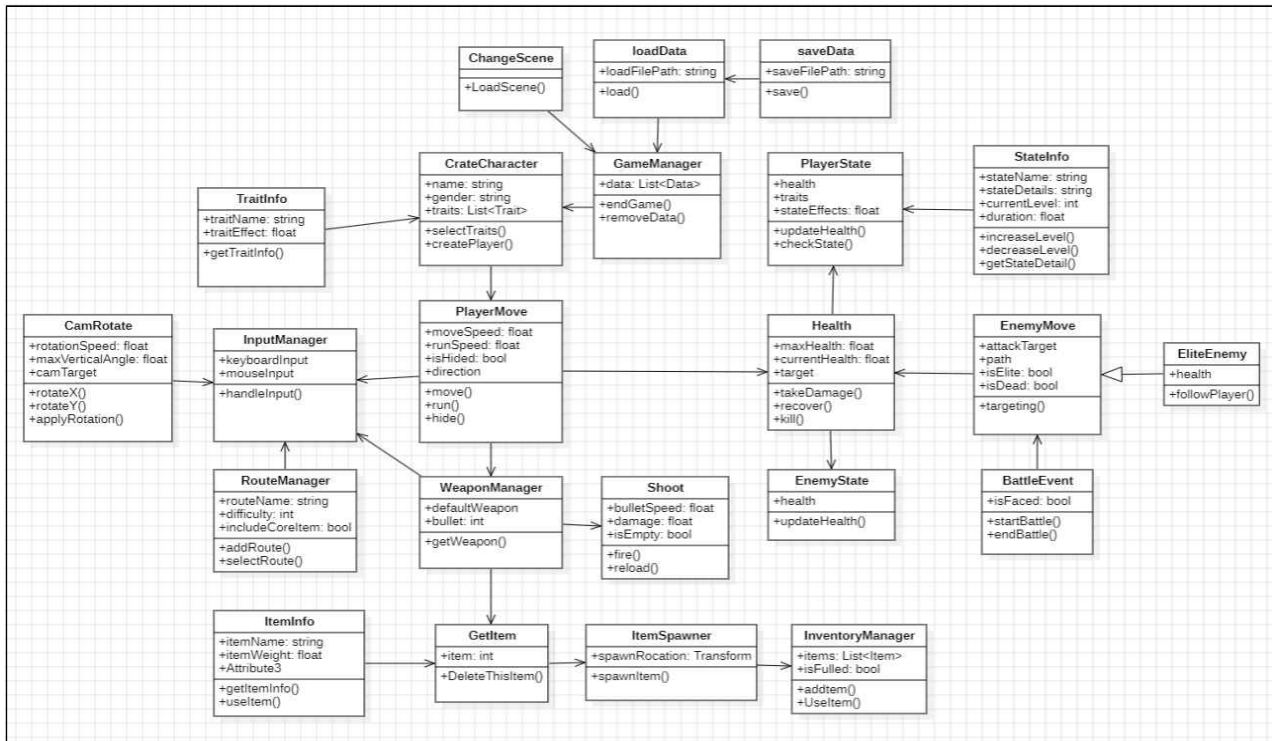 ChangeScene
+LoadScene()
loadData
+loadFilePath: string
+load()
saveData
+saveFilePath: string
+save()
TraitInfo
+traitName: string
+traitEffect: float
+getTraitInfo()
CrateCharacter
+name: string
+gender: string
+traits: List<Trait>
+selectTraits()
+createPlayer()
GameManager
+data: List<Data>
+endGame()
+removeData()
PlayerState
+health
+traits
+stateEffects: float
+updateHealth()
+checkState()
StateInfo
+stateName: string
+stateDetails: string
+currentLevel: int
+duration: float
+increaseLevel()
+decreaseLevel()
+getStateDetail()
CamRotate
+rotationSpeed: float
+maxVerticalAngle: float
+camTarget
+rotateX()
+rotateY()
+applyRotation()
InputManager
+keyboardInput
+mouseInput
+handleInput()
PlayerMove
+moveSpeed: float
+runSpeed: float
+isHided: bool
+direction
+move()
+run()
+hide()
Health
+maxHealth: float
+currentHealth: float
+target
+takeDamage()
+recover()
+kill()
EnemyMove
+attackTarget
+path
+isElite: bool
+isDead: bool
+targeting()
EliteEnemy
+health
+followPlayer()
RouteManager
+routeName: string
+difficulty: int
+includeCoreItem: bool
+addRoute()
+selectRoute()
WeaponManager
+defaultWeapon
+bullet: int
+getWeapon()
Shoot
+bulletSpeed: float
+damage: float
+isEmpty: bool
+fire()
+reload()
EnemyState
+health
+updateHealth()
BattleEvent
+isFaced: bool
+startBattle()
+endBattle()
ItemInfo
+itemName: string
+itemWeight: float
+Attribute3
+getItemInfo()
+useItem()
GetItem
+item: int
+DeleteThisItem()
ItemSpawner
+spawnRocation: Transform
+spawnItem()
InventoryManager
+items: List<Item>
+isFulled: bool
+addtem()
+UseItem()